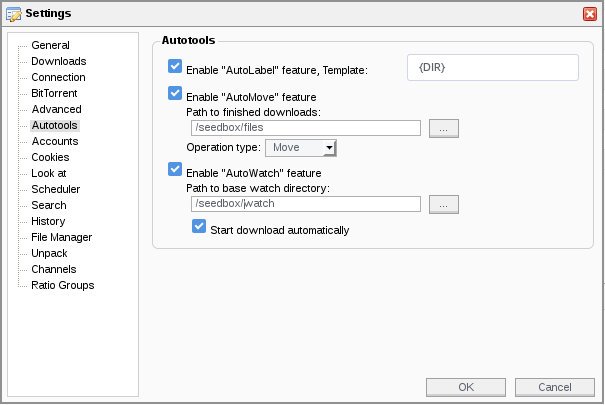 Settings
General
Downloads
Connection
BitTorrent
Advanced
Autotools
Accounts
Cookies
Look at
Scheduler
Search
History
File Manager
Unpack
Channels
Ratio Groups
Autotools
Enable "AutoLabel" feature, Template: {DIR}
Enable "AutoMove" feature
Path to finished downloads:
/seedbox/files ...
Operation type: Move
Enable "AutoWatch" feature
Path to base watch directory:
/seedbox/watch ...
Start download automatically
OK Cancel